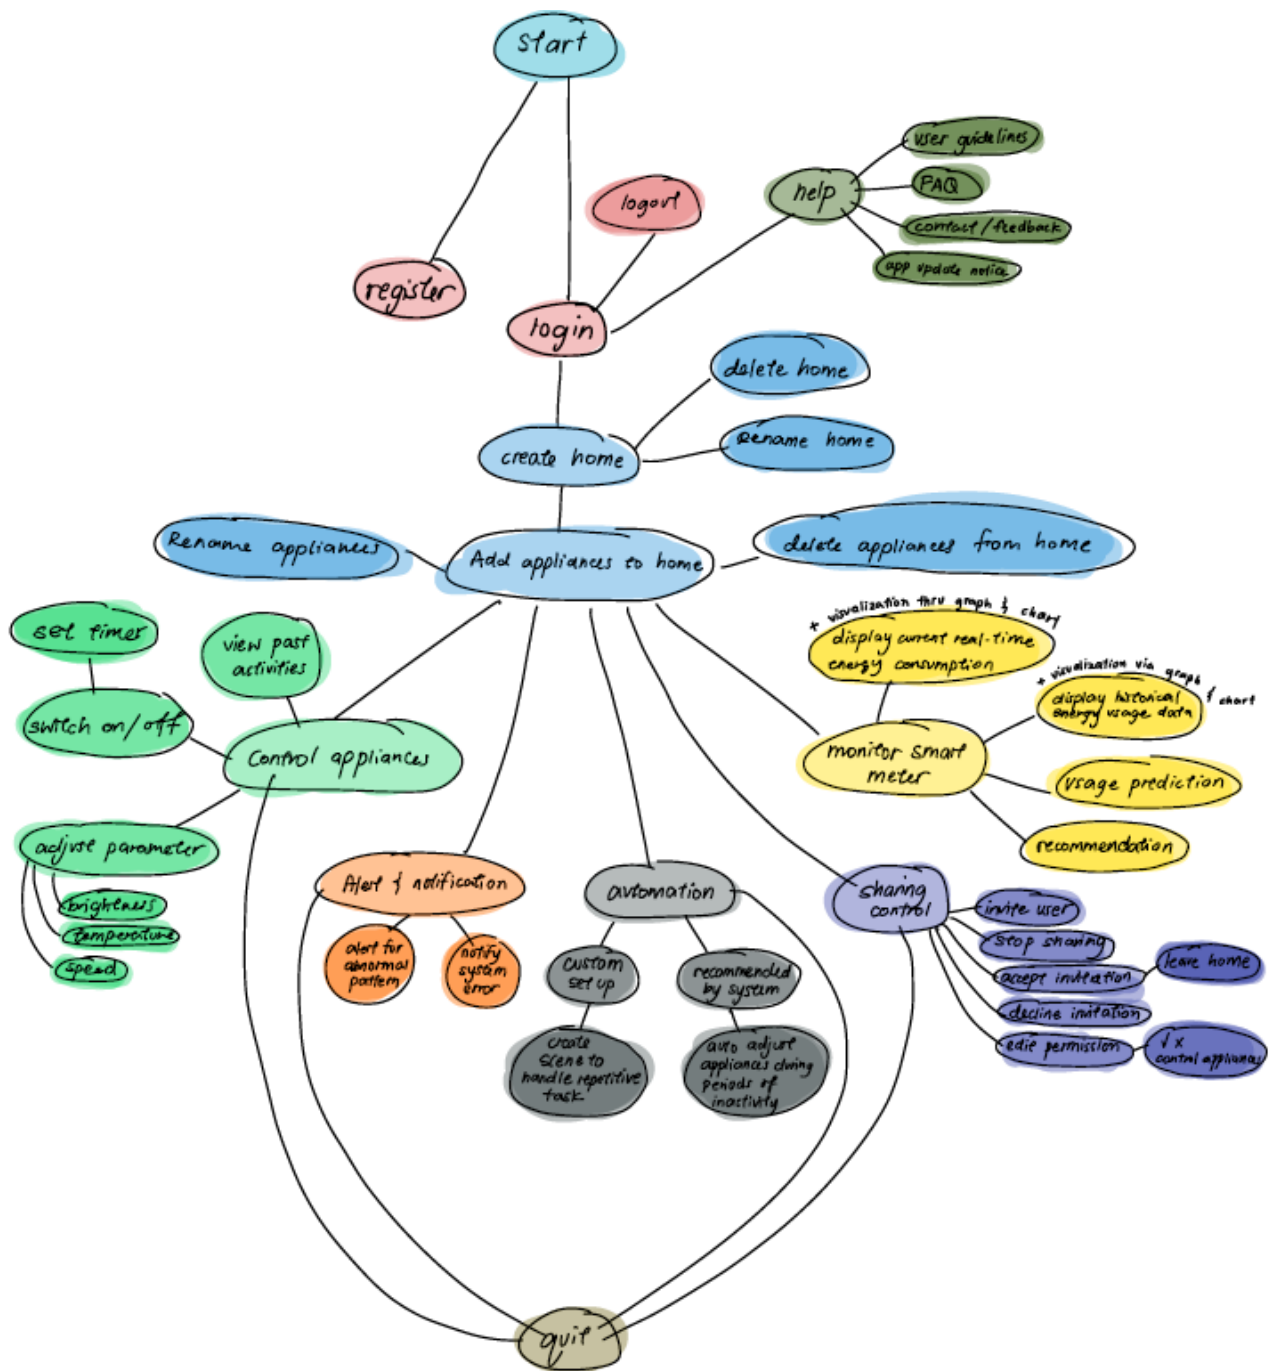 start
user guidelines
FAQ
help
logout
contact/feedback
app update notice
register
login
delete home
Rename home
create home
Rename appliances
Add appliances to home
delete appliances from home
+ visualization thru graph & chart
display current real-time
energy consumption
set timer
view past
activities
+ visualization via graph & chart
display historical
energy usage data
switch on/off
Control appliances
monitor smart
meter
usage prediction
recommendation
adjust parameter
brightness
temperature
speed
Alert & notification
alert for
abnormal
pattern
notify
system
error
automation
custom
set up
recommended
by system
create
scene to
handle repetitive
task
auto adjust
appliances during
periods of
inactivity
sharing
control
invite user
stop sharing
accept invitation
leave home
decline invitation
edit permission
√ x
control appliances
quit